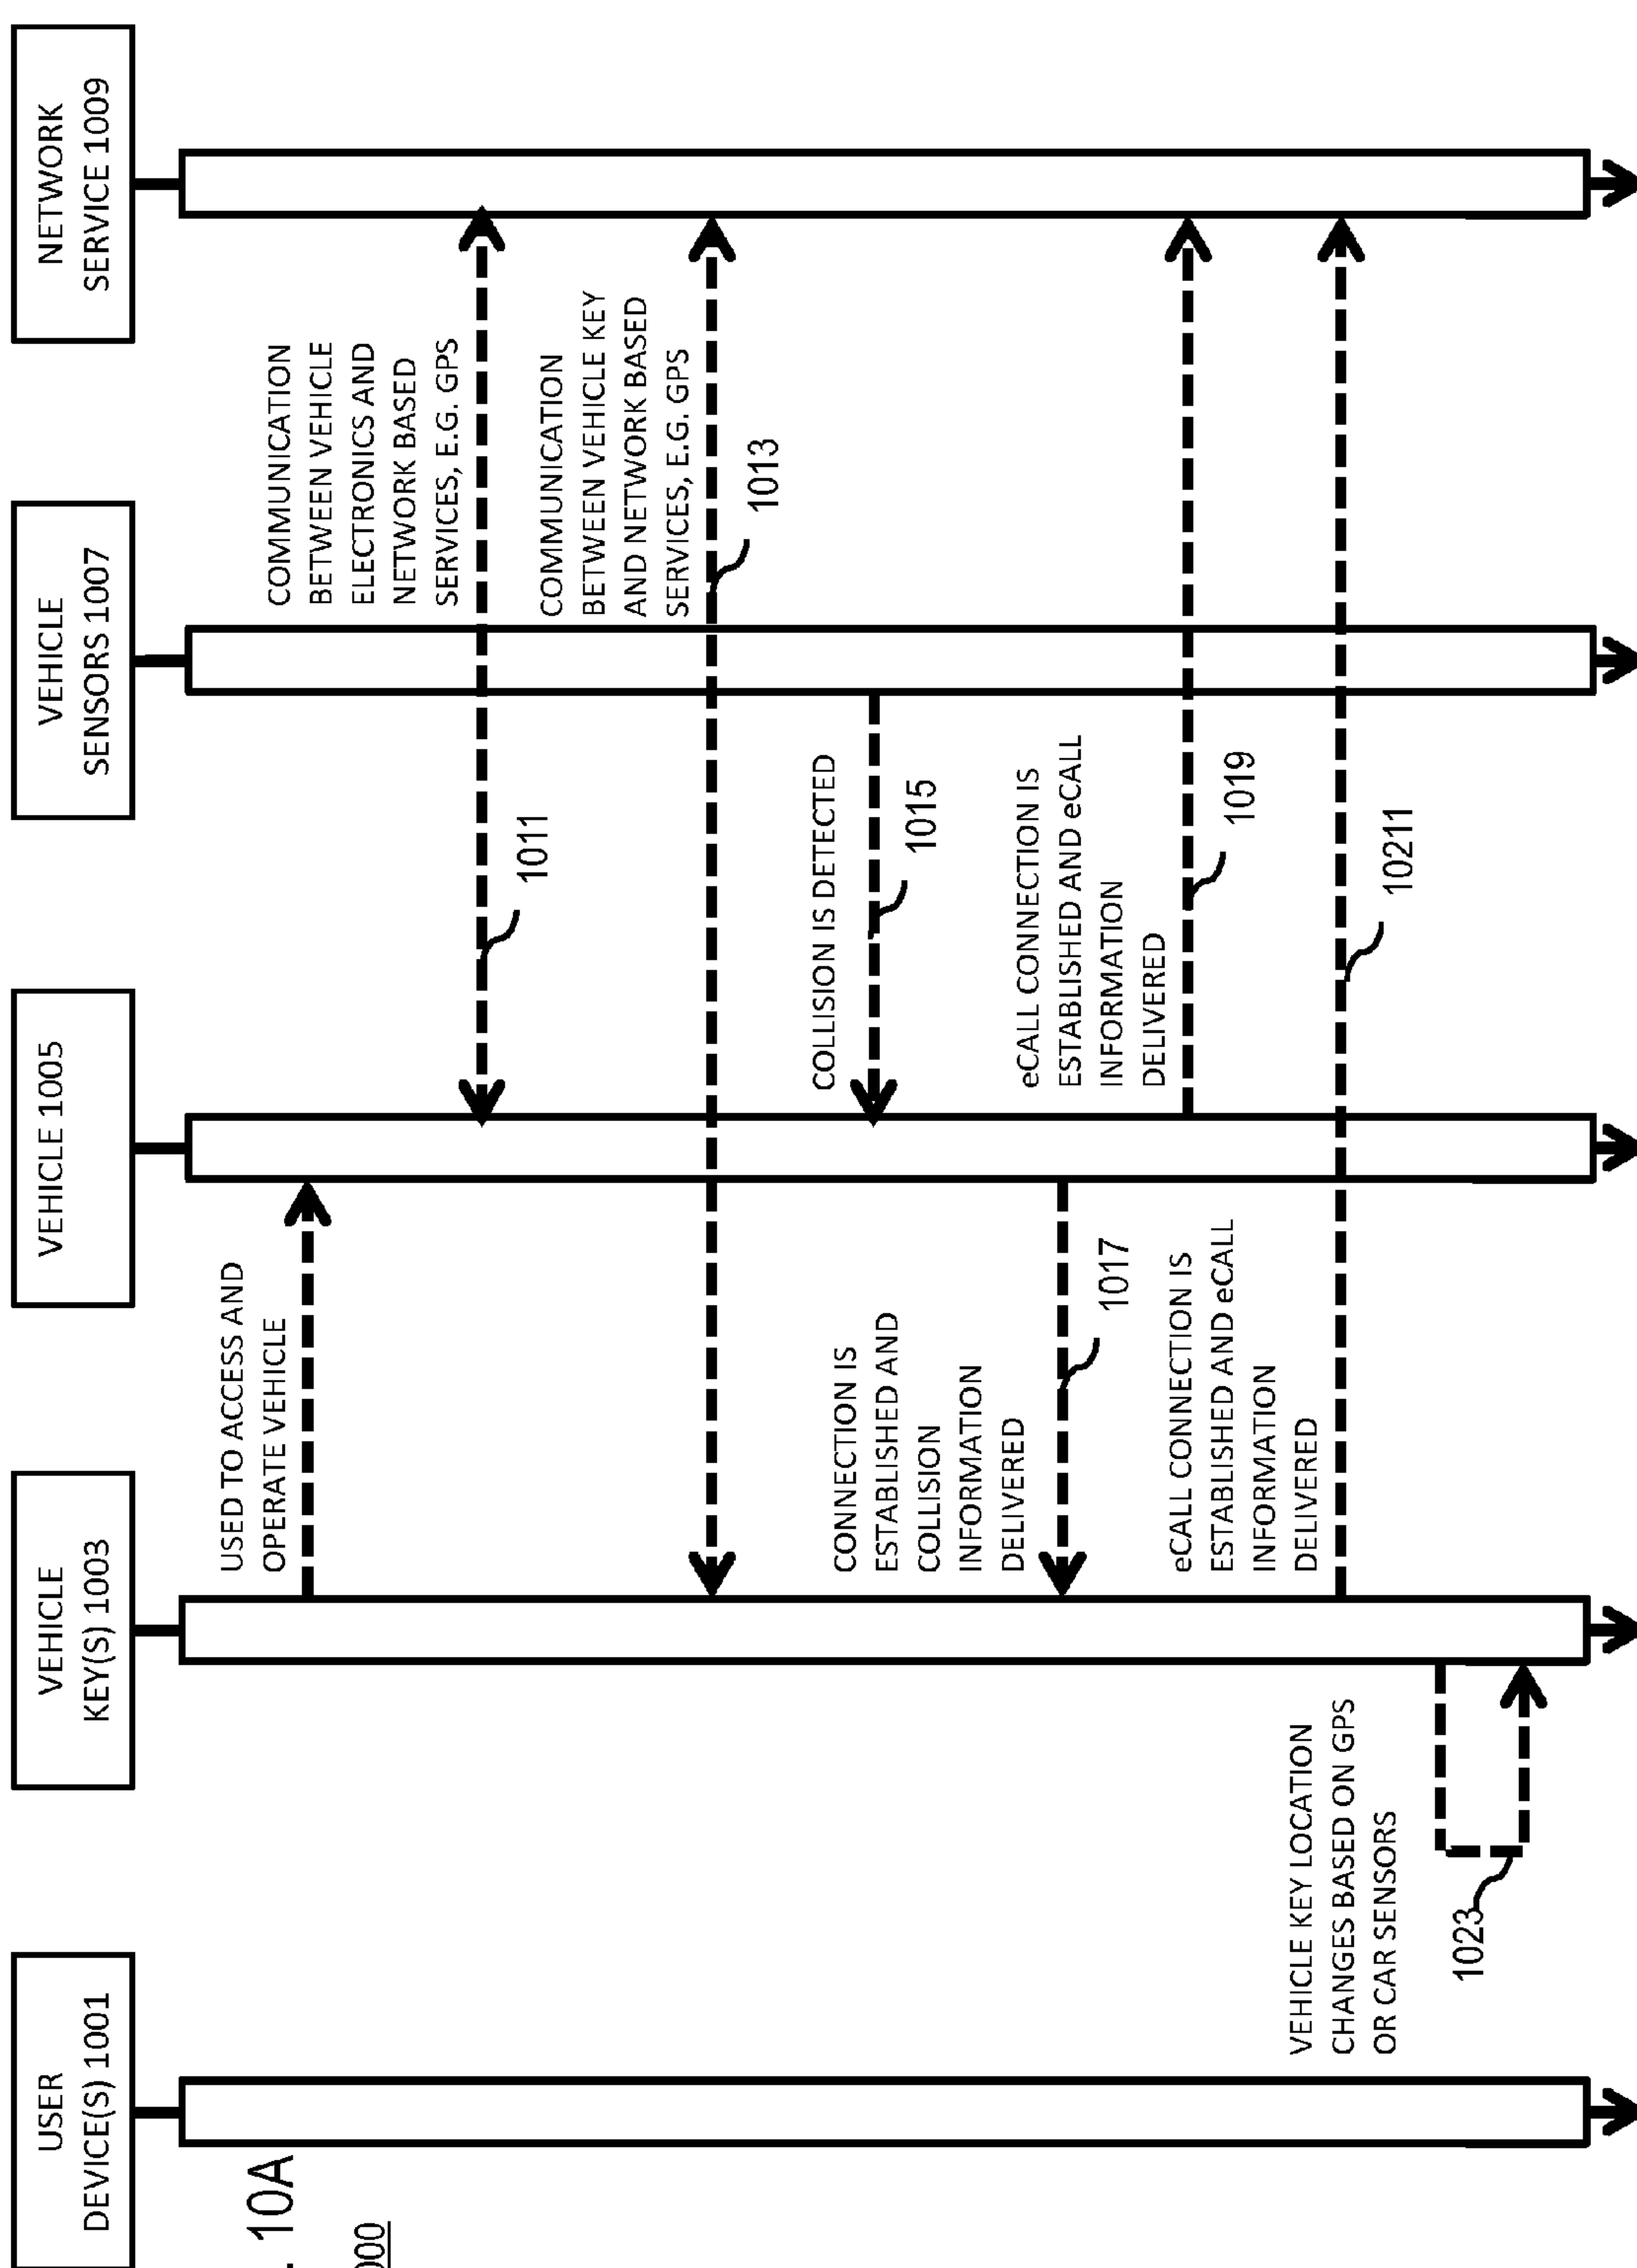 USER
DEVICE(S) 1001
VEHICLE
KEY(S) 1003
VEHICLE 1005
VEHICLE
SENSORS 1007
NETWORK
SERVICE 1009
10A
USED TO ACCESS AND
OPERATE VEHICLE
COMMUNICATION
BETWEEN VEHICLE
ELECTRONICS AND
NETWORK BASED
SERVICES, E.G. GPS
1011
COMMUNICATION
BETWEEN VEHICLE KEY
AND NETWORK BASED
SERVICES, E.G. GPS
1013
COLLISION IS DETECTED
1015
CONNECTION IS
ESTABLISHED AND
COLLISION
INFORMATION
DELIVERED
1017
eCALL CONNECTION IS
ESTABLISHED AND eCALL
INFORMATION
DELIVERED
1019
eCALL CONNECTION IS
ESTABLISHED AND eCALL
INFORMATION
DELIVERED
10211
VEHICLE KEY LOCATION
CHANGES BASED ON GPS
OR CAR SENSORS
1023